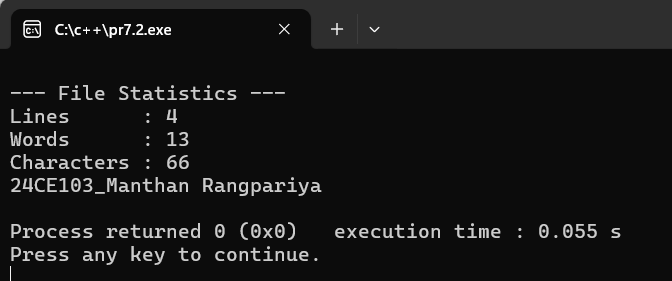 C:\c++\pr7.2.exe
--- File Statistics ---
Lines      : 4
Words      : 13
Characters : 66
24CE103_Manthan Rangpariya
Process returned 0 (0x0)   execution time : 0.055 s
Press any key to continue.